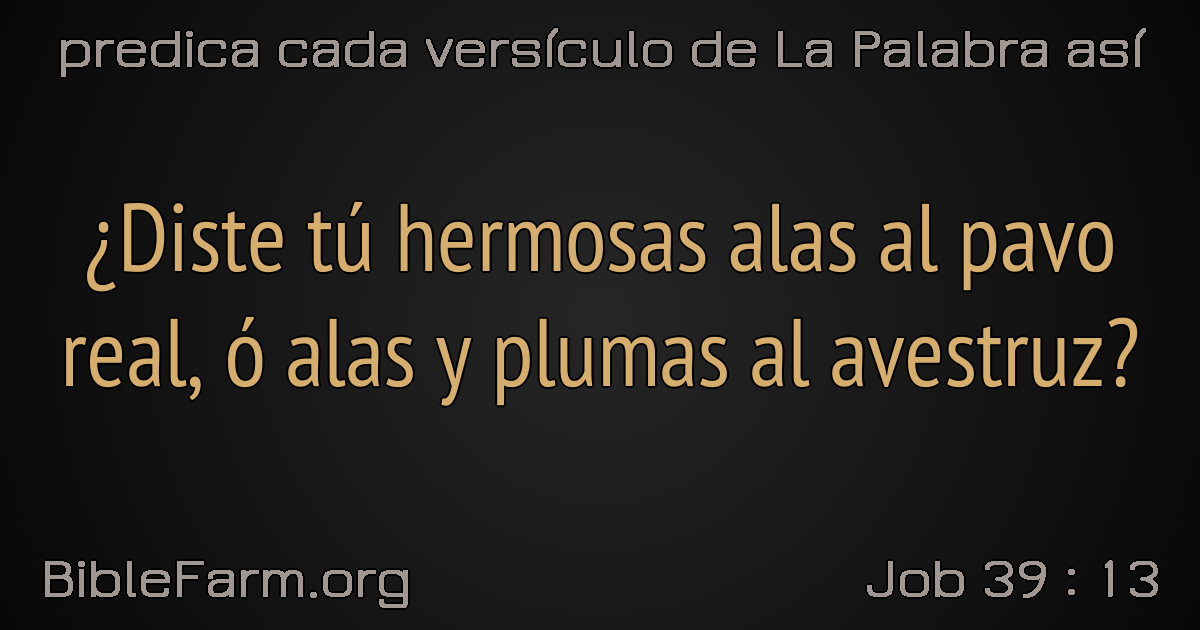 predica cada versículo de La Palabra así
¿Diste tú hermosas alas al pavo
real, ó alas y plumas al avestruz?
BibleFarm.org
Job 39 : 13